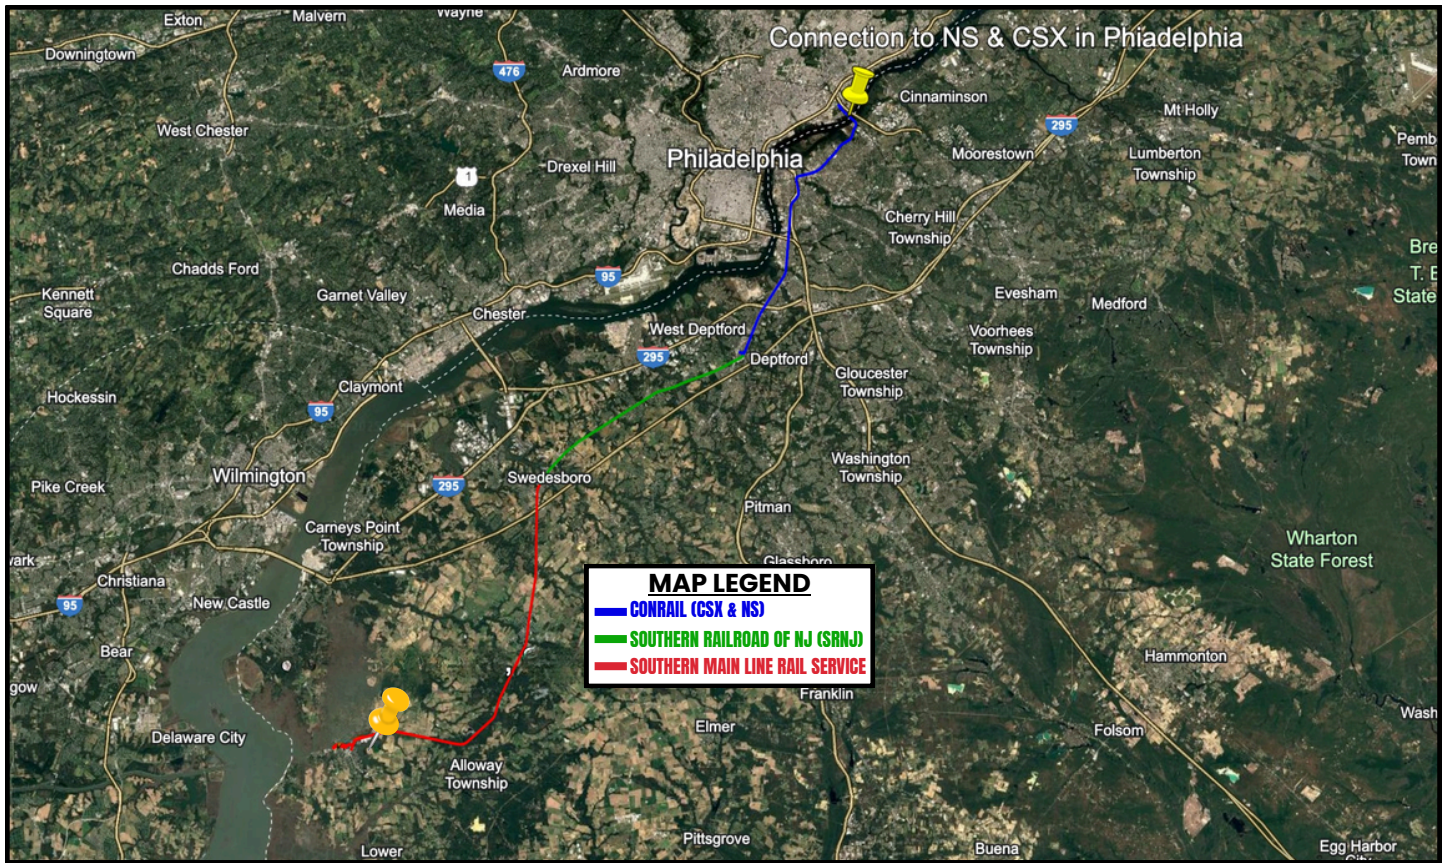 Exton
Malvern
Wayne
Connection to NS & CSX in Phiadelphia
Downingtown
476
Ardmore
Cinnaminson
Mt Holly
295
West Chester
Pemb
Town
Philadelphia
Drexel Hill
Moorestown
Lumberton
Township
1
Media
Cherry Hill
Township
Bre
T. B
State
Chadds Ford
95
Garnet Valley
Kennett
Square
Evesham
Medford
Chester
West Deptford
Voorhees
Township
295
Deptford
Gloucester
Township
Claymont
Hockessin
95
Washington
Township
Wilmington
Swedesboro
295
Pike Creek
Pitman
Carneys Point
Township
Wharton
State Forest
wark
Glassboro
Christiana
95
New Castle
MAP LEGEND
CONRAIL (CSX & NS)
SOUTHERN RAILROAD OF NJ (SRNJ)
SOUTHERN MAIN LINE RAIL SERVICE
Bear
gow
Hammonton
Franklin
Elmer
Wash
Folsom
Delaware City
Alloway
Township
Pittsgrove
Lower
Buena
Egg Harbor
City